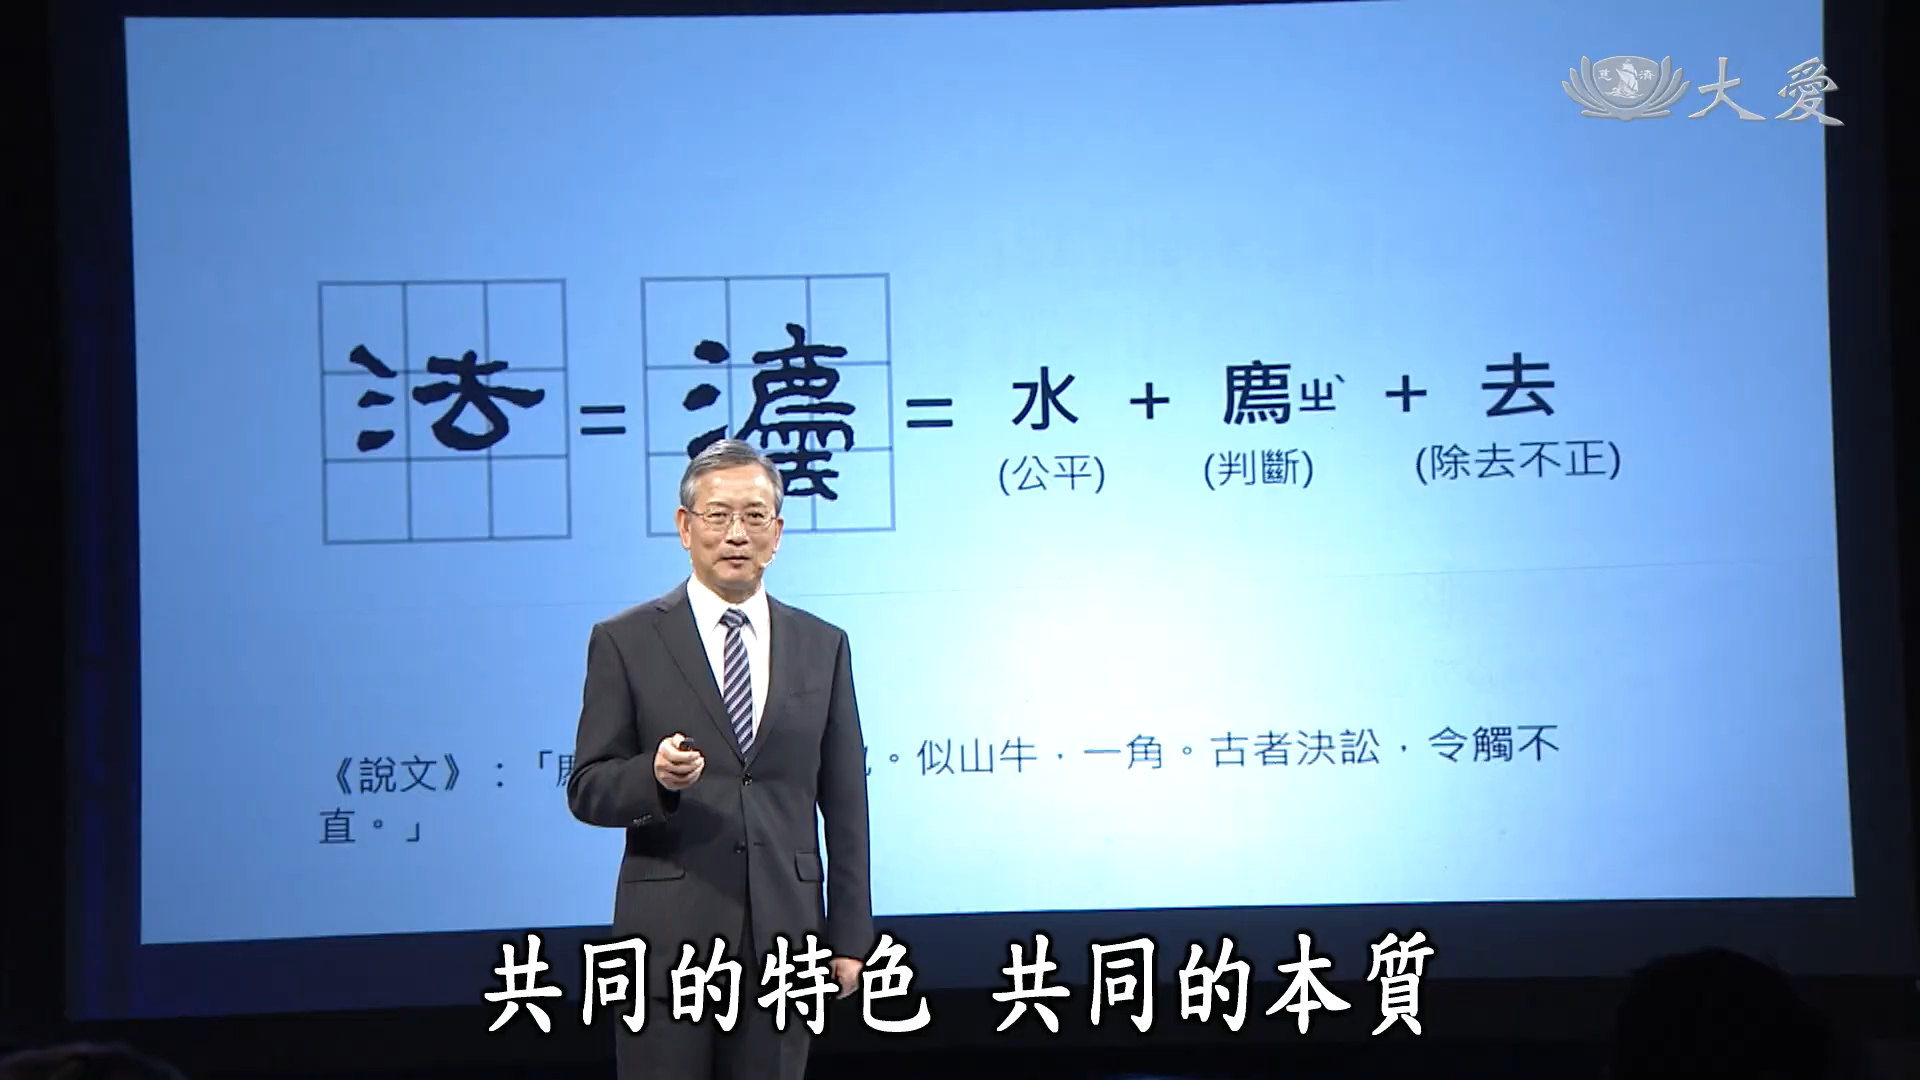 慈濟 大愛
法 = 灋 = 水 + 廌ㄓˋ + 去
(公平) (判斷) (除去不正)
《說文》:「 。似山�，一角。古者決訟，令觸不
直。」
共同的特色 共同的本質